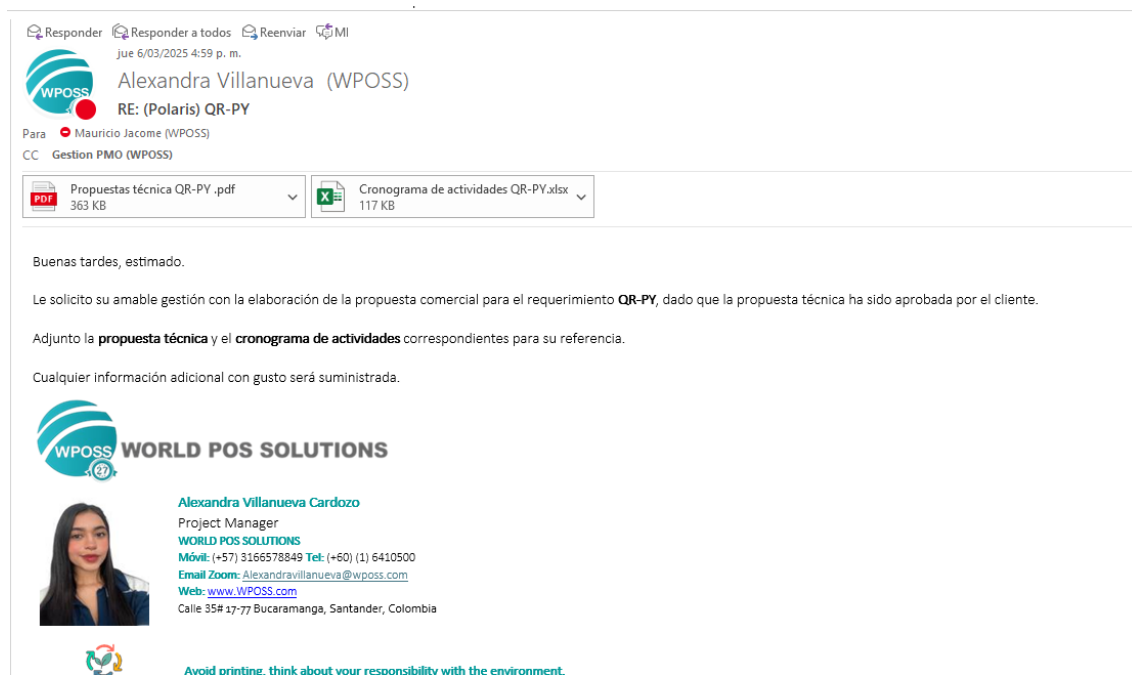 Responder Responder a todos Reenviar MI
jue 6/03/2025 4:59 p. m.
Alexandra Villanueva (WPOSS)
RE: (Polaris) QR-PY
Para Mauricio Jacome (WPOSS)
CC Gestion PMO (WPOSS)
Propuestas técnica QR-PY .pdf
363 KB
Cronograma de actividades QR-PY.xlsx
117 KB
Buenas tardes, estimado.
Le solicito su amable gestión con la elaboración de la propuesta comercial para el requerimiento QR-PY, dado que la propuesta técnica ha sido aprobada por el cliente.
Adjunto la propuesta técnica y el cronograma de actividades correspondientes para su referencia.
Cualquier información adicional con gusto será suministrada.
WPOSS 27 WORLD POS SOLUTIONS
Alexandra Villanueva Cardozo
Project Manager
WORLD POS SOLUTIONS
Móvil: (+57) 3166578849 Tel: (+60) (1) 6410500
Email Zoom: Alexandravillanueva@wposs.com
Web: www.WPOSS.com
Calle 35# 17-77 Bucaramanga, Santander, Colombia
Avoid printing, think about your responsibility with the environment.